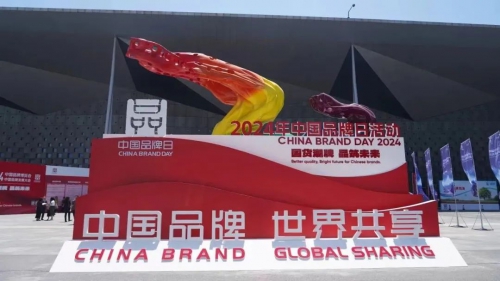 2024年中国品牌日活动
CHINA BRAND DAY 2024
国货潮牌 品筑未来
Better quality, Bright future for Chinese brands.
中国品牌日
CHINA BRAND DAY
中国品牌 世界共享
CHINA BRAND GLOBAL SHARING